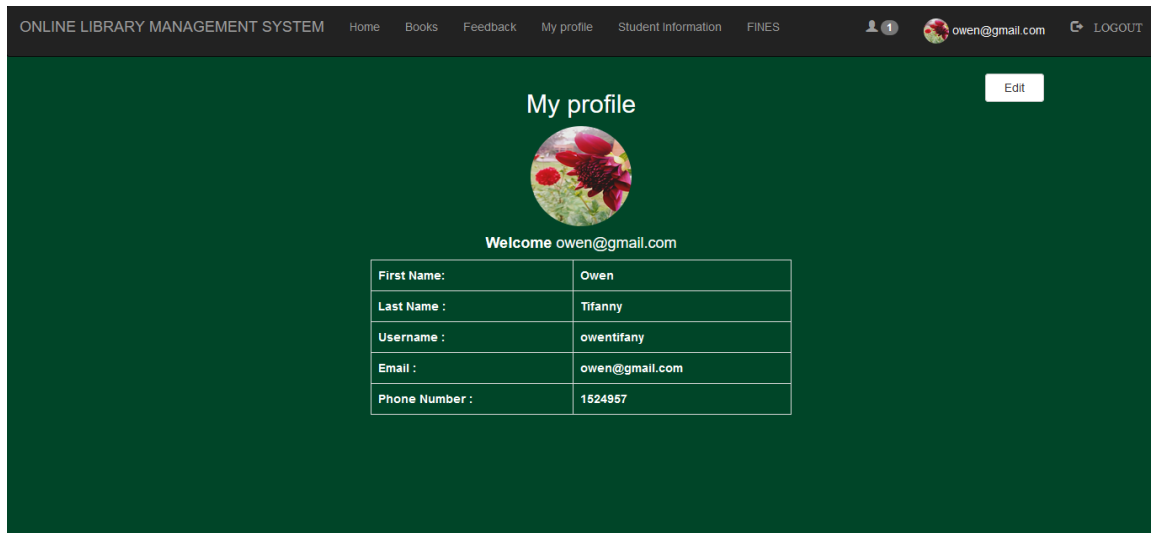 ONLINE LIBRARY MANAGEMENT SYSTEM Home Books Feedback My profile Student Information FINES 1 owen@gmail.com LOGOUT
Edit
My profile
Welcome owen@gmail.com
First Name: Owen
Last Name : Tifanny
Username : owentifany
Email : owen@gmail.com
Phone Number : 1524957